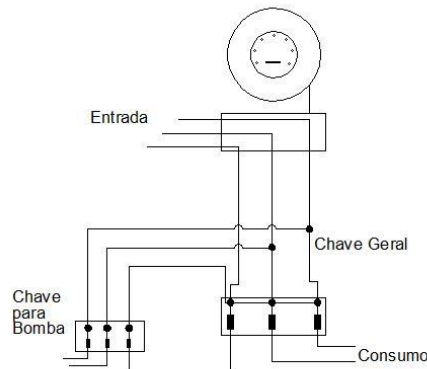 Entrada
Chave Geral
Chave
para
Bomba
Consumo